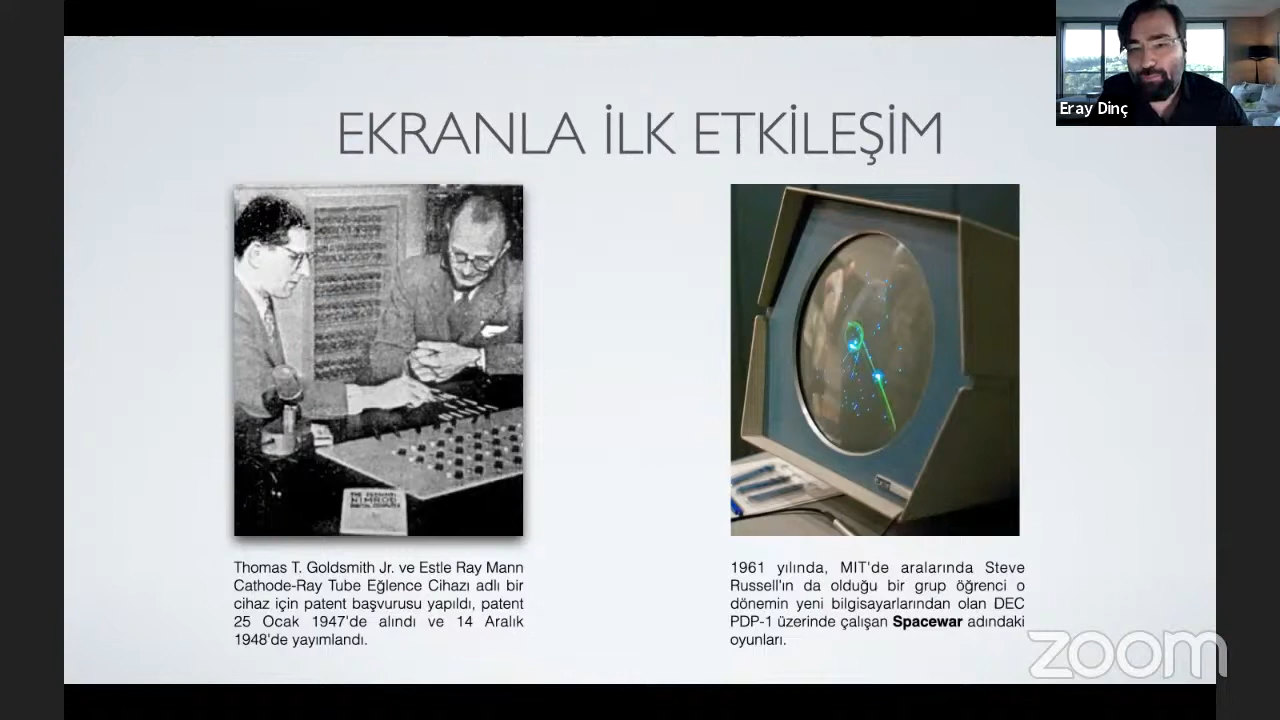 Eray Dinç
EKRANLA İLK ETKİLEŞİM
NIMROD
Thomas T. Goldsmith Jr. ve Estle Ray Mann
Cathode-Ray Tube Eğlence Cihazı adlı bir
cihaz için patent başvurusu yapıldı, patent
25 Ocak 1947'de alındı ve 14 Aralık
1948'de yayımlandı.
1961 yılında, MIT'de aralarında Steve
Russell'ın da olduğu bir grup öğrenci o
dönemin yeni bilgisayarlarından olan DEC
PDP-1 üzerinde çalışan Spacewar adındaki
oyunları.
zoom